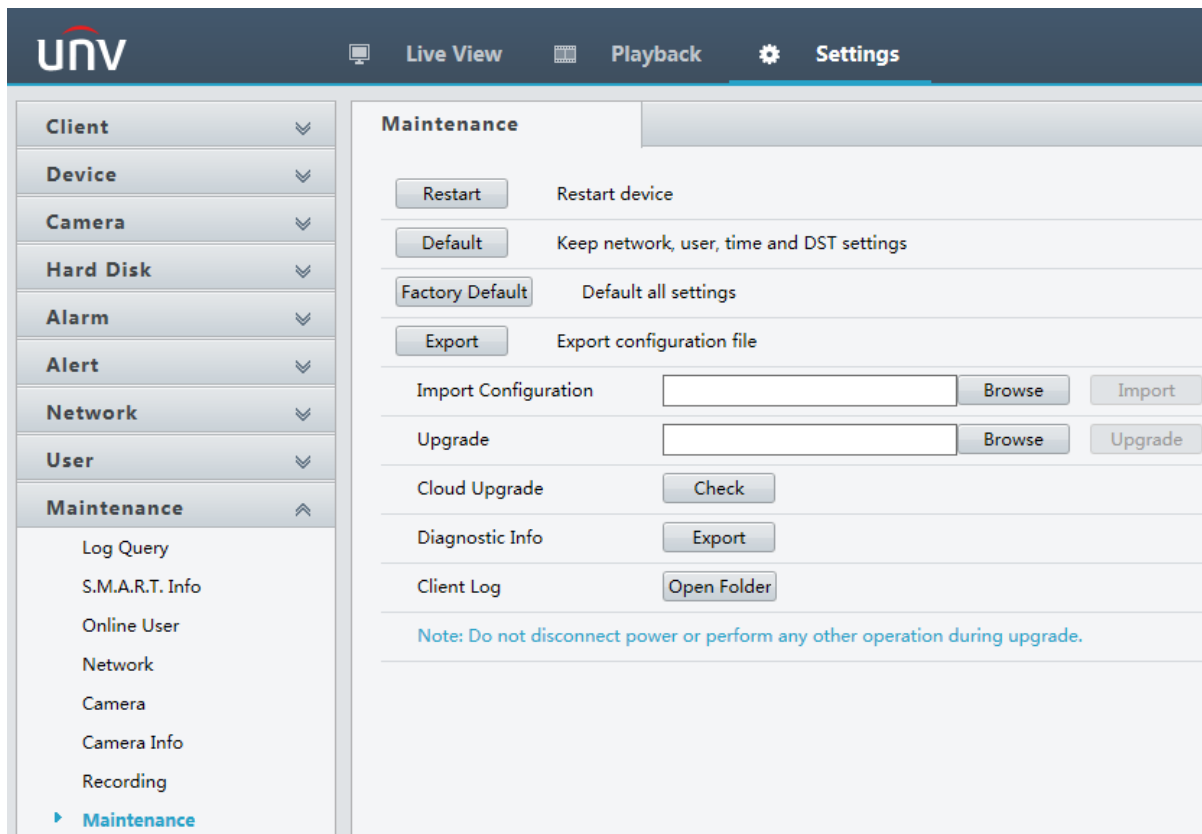 unv
Live View Playback Settings
Client
Device
Camera
Hard Disk
Alarm
Alert
Network
User
Maintenance
Log Query
S.M.A.R.T. Info
Online User
Network
Camera
Camera Info
Recording
Maintenance
Maintenance
Restart Restart device
Default Keep network, user, time and DST settings
Factory Default Default all settings
Export Export configuration file
Import Configuration Browse Import
Upgrade Browse Upgrade
Cloud Upgrade Check
Diagnostic Info Export
Client Log Open Folder
Note: Do not disconnect power or perform any other operation during upgrade.